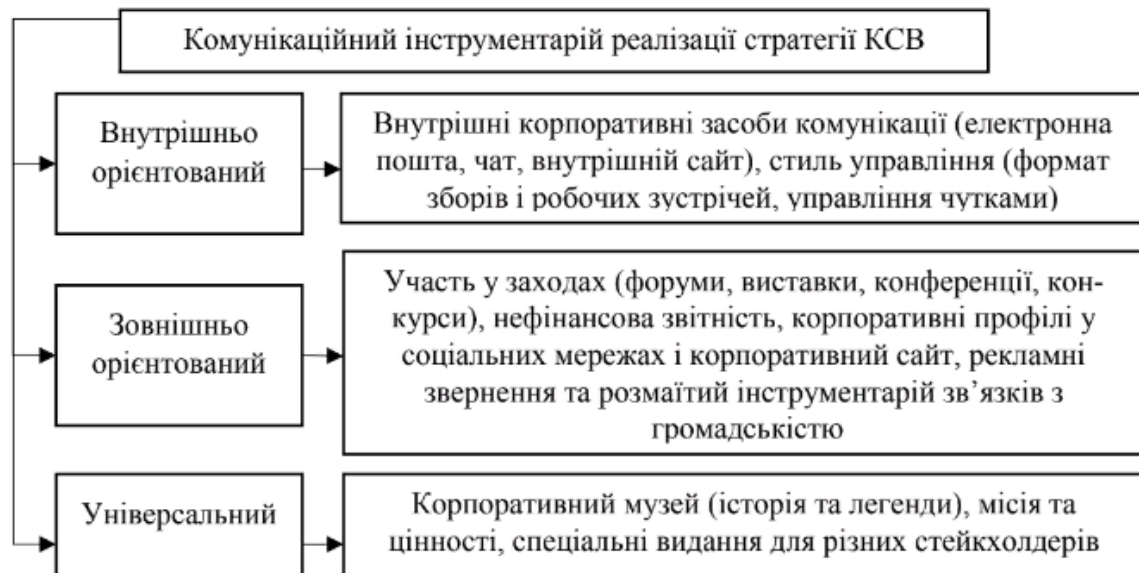 Комунікаційний інструментарій реалізації стратегії КСВ
Внутрішньо
орієнтований
Внутрішні корпоративні засоби комунікації (електронна
пошта, чат, внутрішній сайт), стиль управління (формат
зборів і робочих зустрічей, управління чутками)
Зовнішньо
орієнтований
Участь у заходах (форуми, виставки, конференції, кон-
курси), нефінансова звітність, корпоративні профілі у
соціальних мережах і корпоративний сайт, рекламні
звернення та розмаїтий інструментарій зв’язків з
громадськістю
Універсальний
Корпоративний музей (історія та легенди), місія та
цінності, спеціальні видання для різних стейкхолдерів